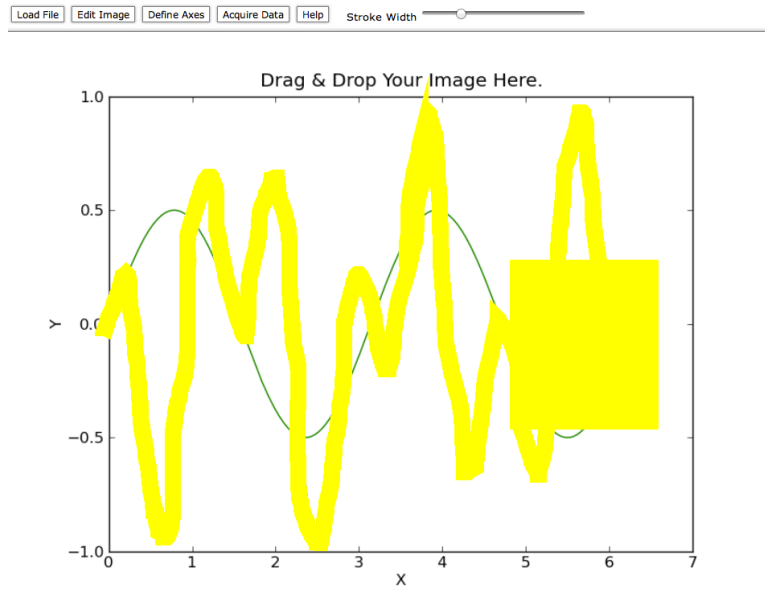 Load File Edit Image Define Axes Acquire Data Help Stroke Width
Drag & Drop Your Image Here.
1.0
0.5
Y
0.0
−0.5
−1.0
0 1 2 3 4 5 6 7
X